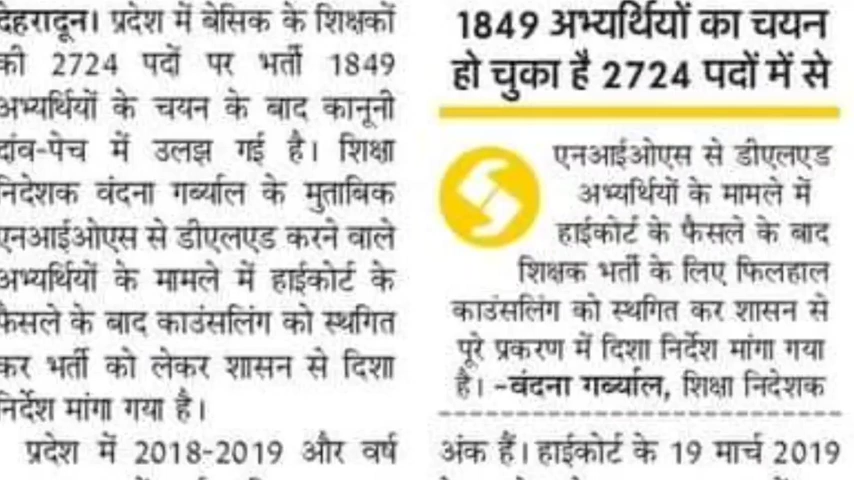 देहरादून। प्रदेश में बेसिक के शिक्षकों
की 2724 पदों पर भर्ती 1849
अभ्यर्थियों के चयन के बाद कानूनी
दांव-पेच में उलझ गई है। शिक्षा
निदेशक वंदना गर्ब्याल के मुताबिक
एनआईओएस से डीएलएड करने वाले
अभ्यर्थियों के मामले में हाईकोर्ट के
फैसले के बाद काउंसलिंग को स्थगित
कर भर्ती को लेकर शासन से दिशा
निर्देश मांगा गया है।
प्रदेश में 2018-2019 और वर्ष
1849 अभ्यर्थियों का चयन
हो चुका है 2724 पदों में से
एनआईओएस से डीएलएड
अभ्यर्थियों के मामले में
हाईकोर्ट के फैसले के बाद
शिक्षक भर्ती के लिए फिलहाल
काउंसलिंग को स्थगित कर शासन से
पूरे प्रकरण में दिशा निर्देश मांगा गया
है। -वंदना गर्ब्याल, शिक्षा निदेशक
अंक हैं। हाईकोर्ट के 19 मार्च 2019